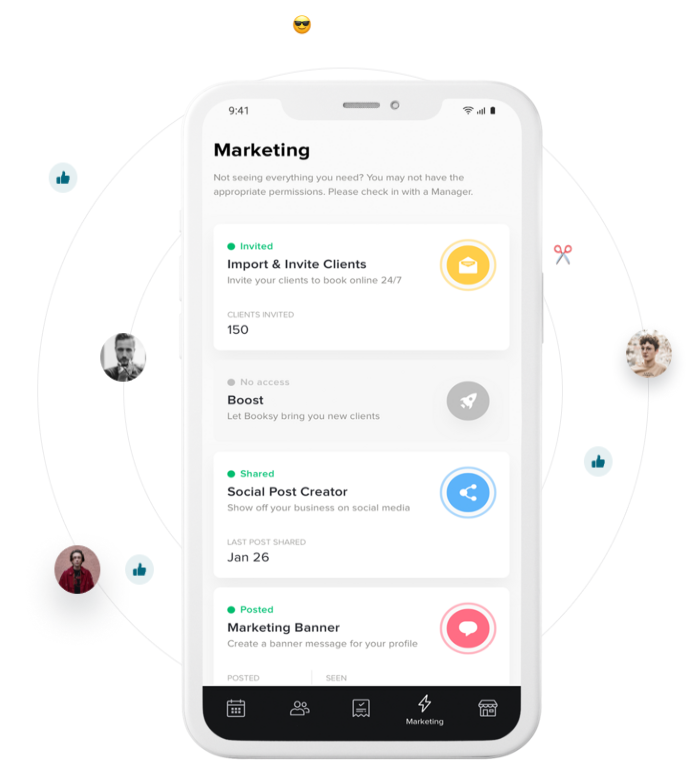 9:41
Marketing
Not seeing everything you need? You may not have the
appropriate permissions. Please check in with a Manager.
Invited
Import & Invite Clients
Invite your clients to book online 24/7
CLIENTS INVITED
150
No access
Boost
Let Booksy bring you new clients
Shared
Social Post Creator
Show off your business on social media
LAST POST SHARED
Jan 26
Posted
Marketing Banner
Create a banner message for your profile
POSTED SEEN
Marketing